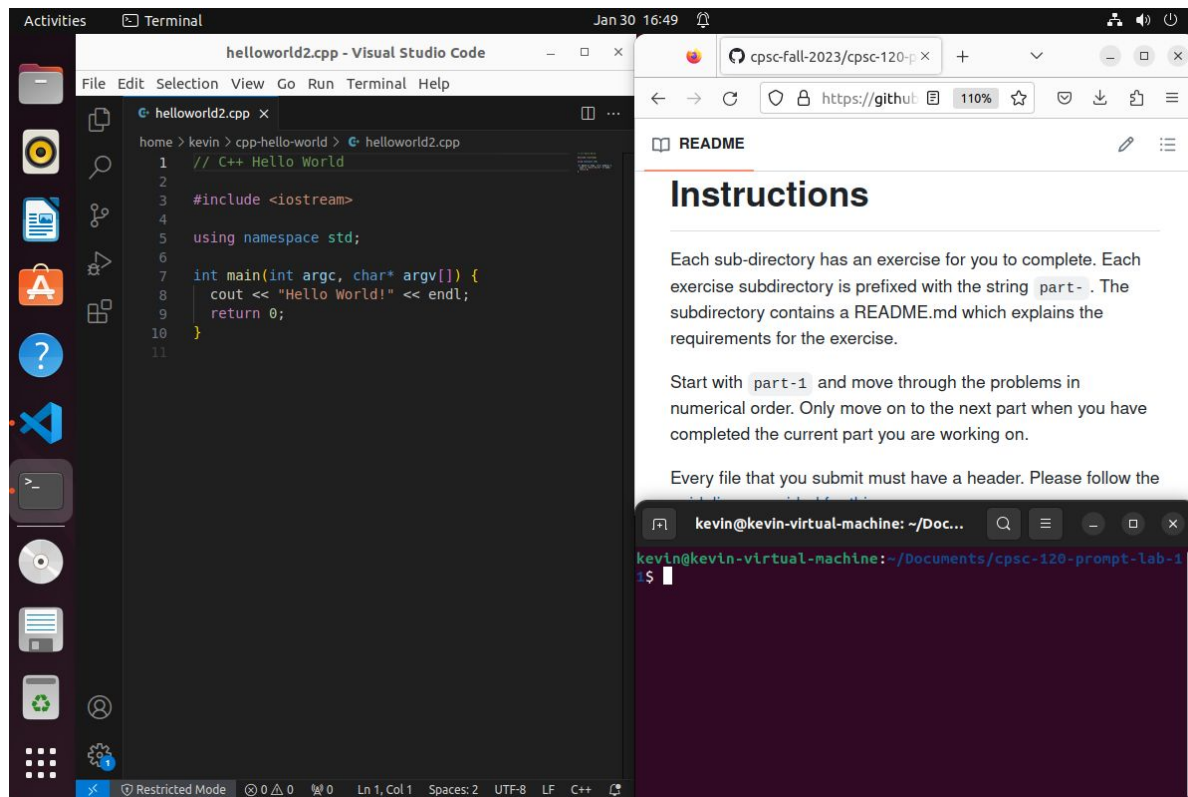 Activities Terminal Jan 30 16:49
helloworld2.cpp - Visual Studio Code
File Edit Selection View Go Run Terminal Help
helloworld2.cpp
home > kevin > cpp-hello-world > helloworld2.cpp
1 // C++ Hello World
2
3 #include <iostream>
4
5 using namespace std;
6
7 int main(int argc, char* argv[]) {
8 cout << "Hello World!" << endl;
9 return 0;
10 }
11
Restricted Mode 0 0 0 Ln 1, Col 1 Spaces: 2 UTF-8 LF C++
1
cpsc-fall-2023/cpsc-120-p
https://github 110%
README
Instructions
Each sub-directory has an exercise for you to complete. Each
exercise subdirectory is prefixed with the string part- . The
subdirectory contains a README.md which explains the
requirements for the exercise.
Start with part-1 and move through the problems in
numerical order. Only move on to the next part when you have
completed the current part you are working on.
Every file that you submit must have a header. Please follow the
kevin@kevin-virtual-machine: ~/Doc...
kevin@kevin-virtual-machine:~/Documents/cpsc-120-prompt-lab-1
1$